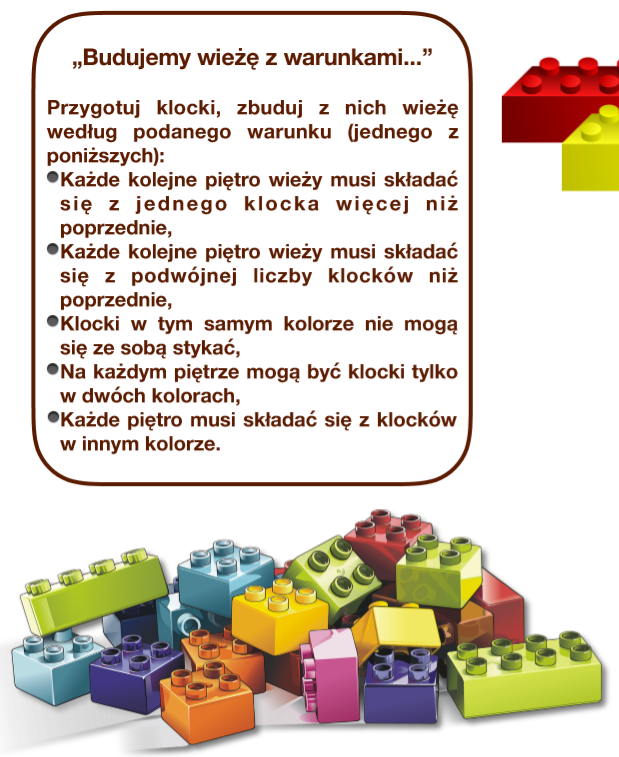 „Budujemy wieżę z warunkami...”
Przygotuj klocki, zbuduj z nich wieżę
według podanego warunku (jednego z
poniższych):
●Każde kolejne piętro wieży musi składać
się z jednego klocka więcej niż
poprzednie,
●Każde kolejne piętro wieży musi składać
się z podwójnej liczby klocków niż
poprzednie,
●Klocki w tym samym kolorze nie mogą
się ze sobą stykać,
●Na każdym piętrze mogą być klocki tylko
w dwóch kolorach,
●Każde piętro musi składać się z klocków
w innym kolorze.